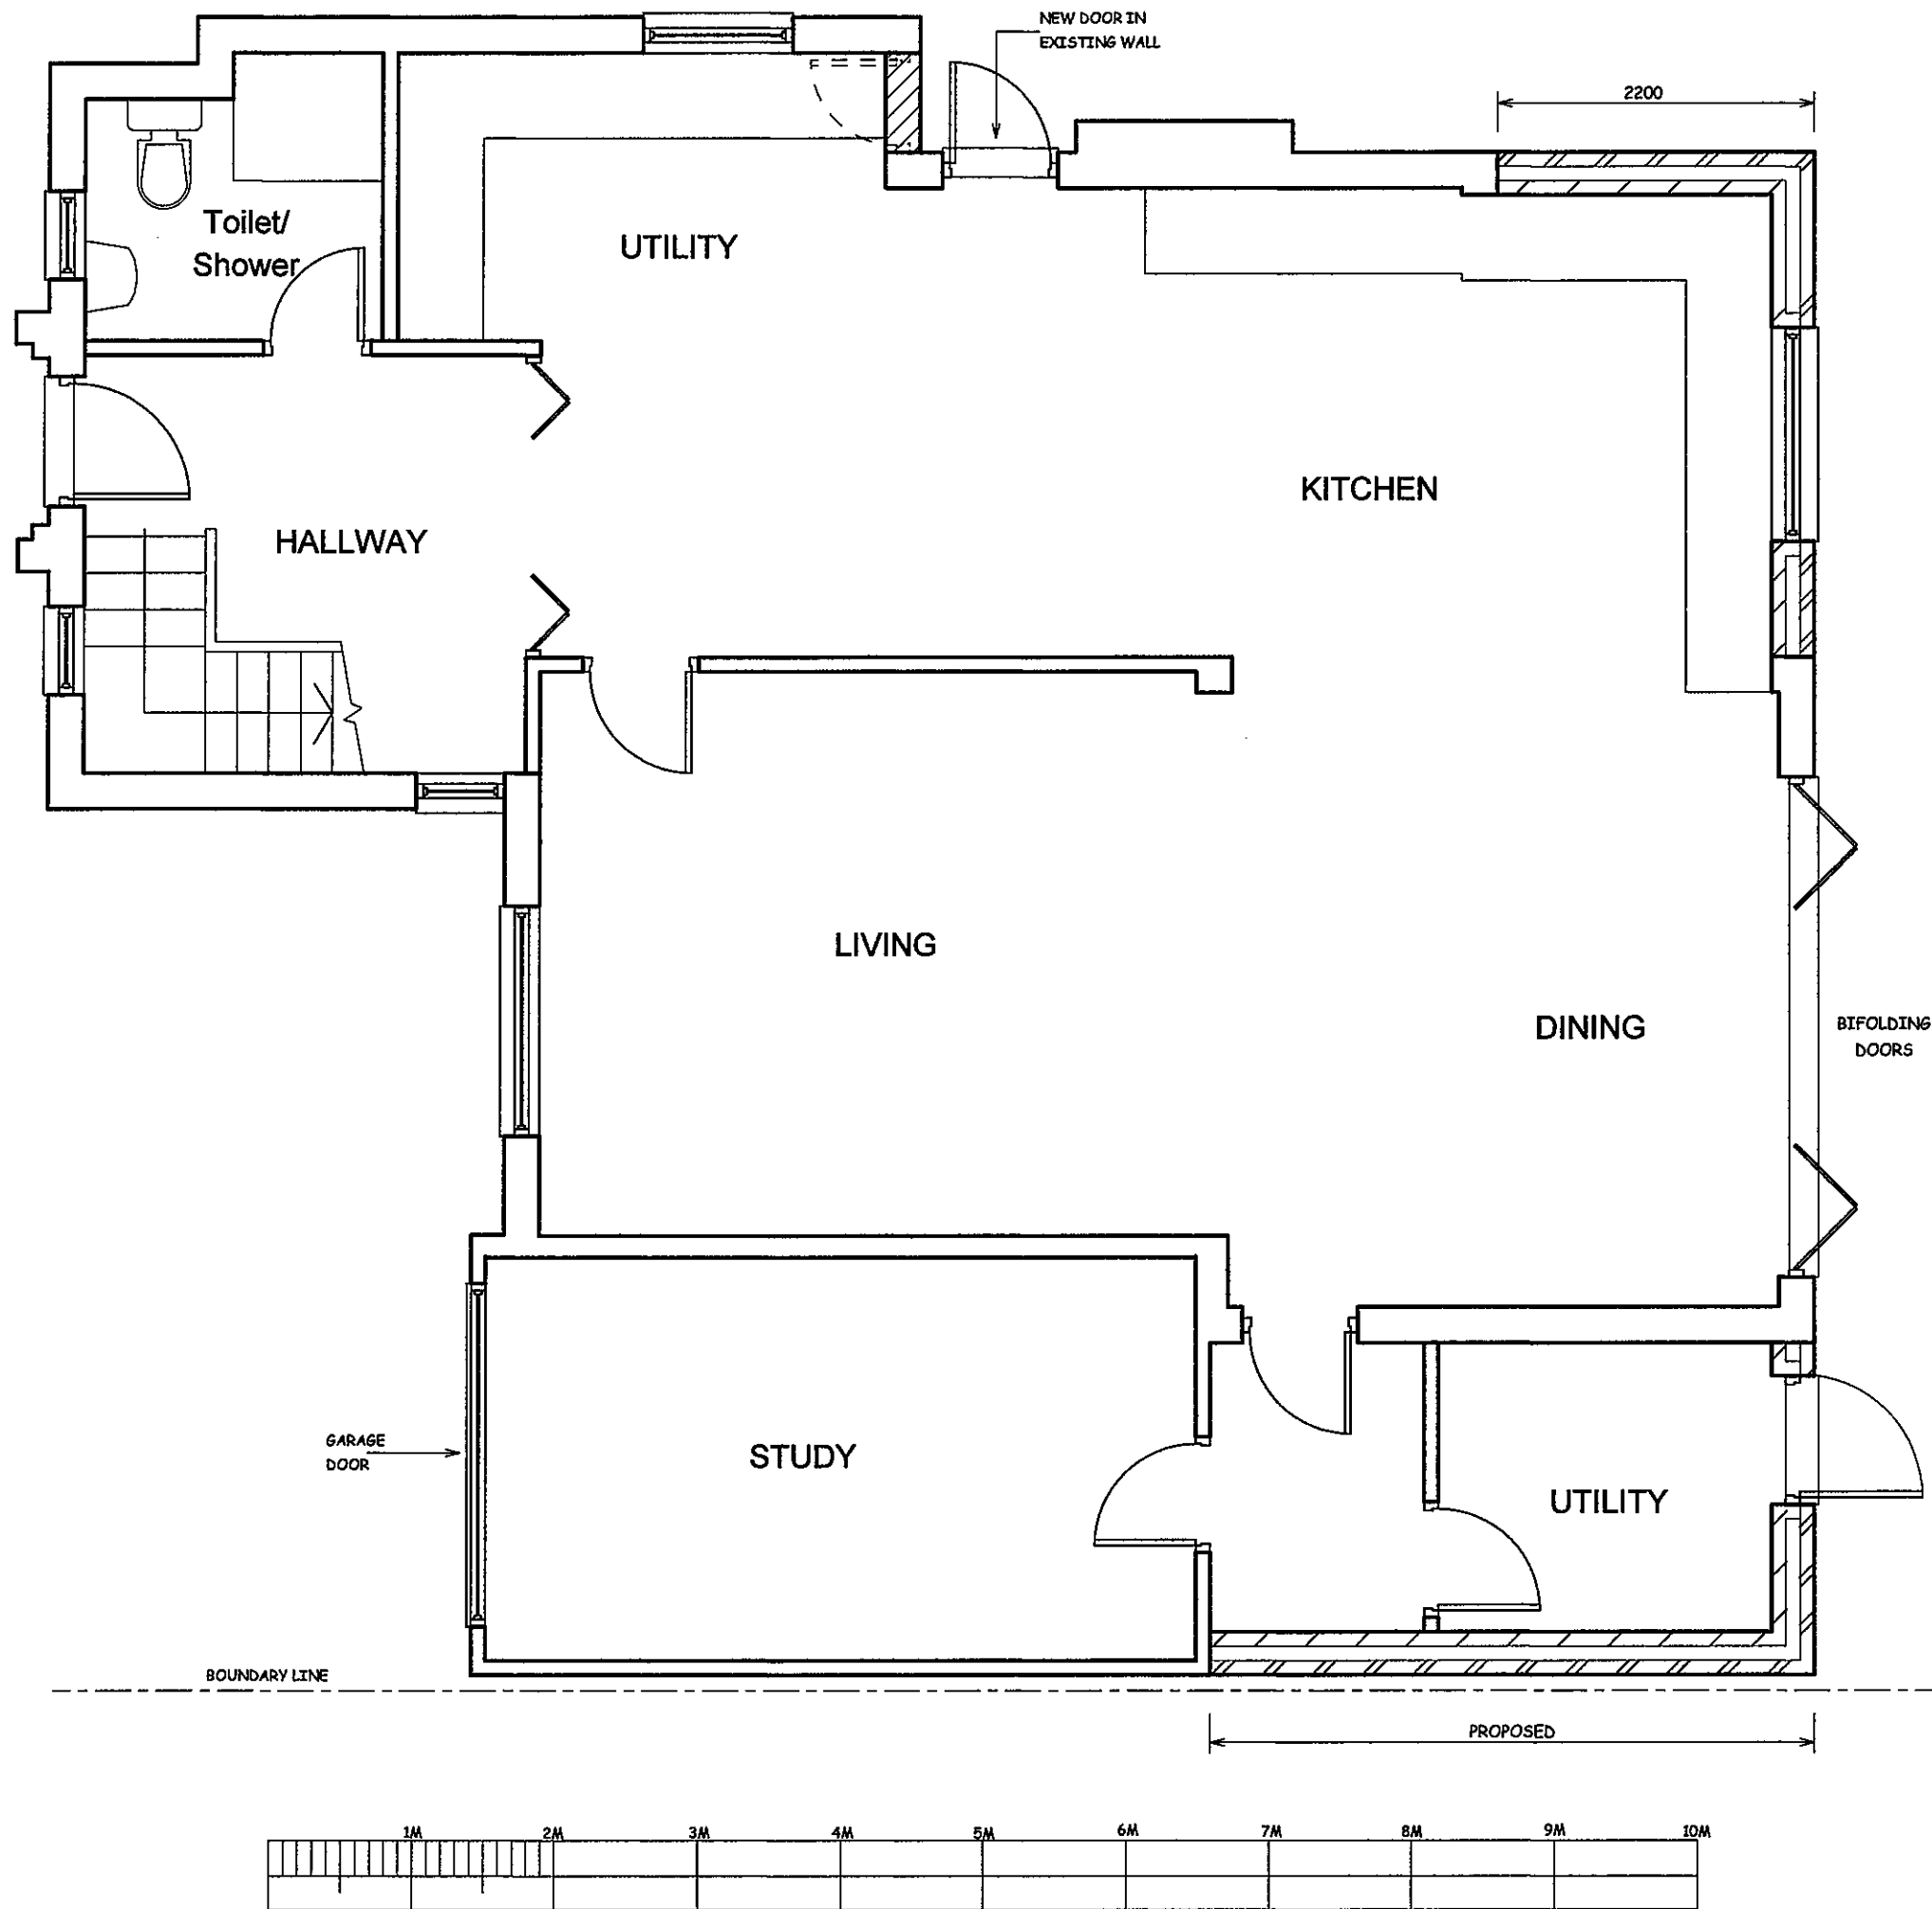 NEW DOOR IN
EXISTING WALL
2200
Toilet/
Shower
UTILITY
KITCHEN
HALLWAY
LIVING
DINING
BIFOLDING
DOORS
GARAGE
DOOR
STUDY
UTILITY
BOUNDARY LINE
PROPOSED
1M 2M 3M 4M 5M 6M 7M 8M 9M 10M